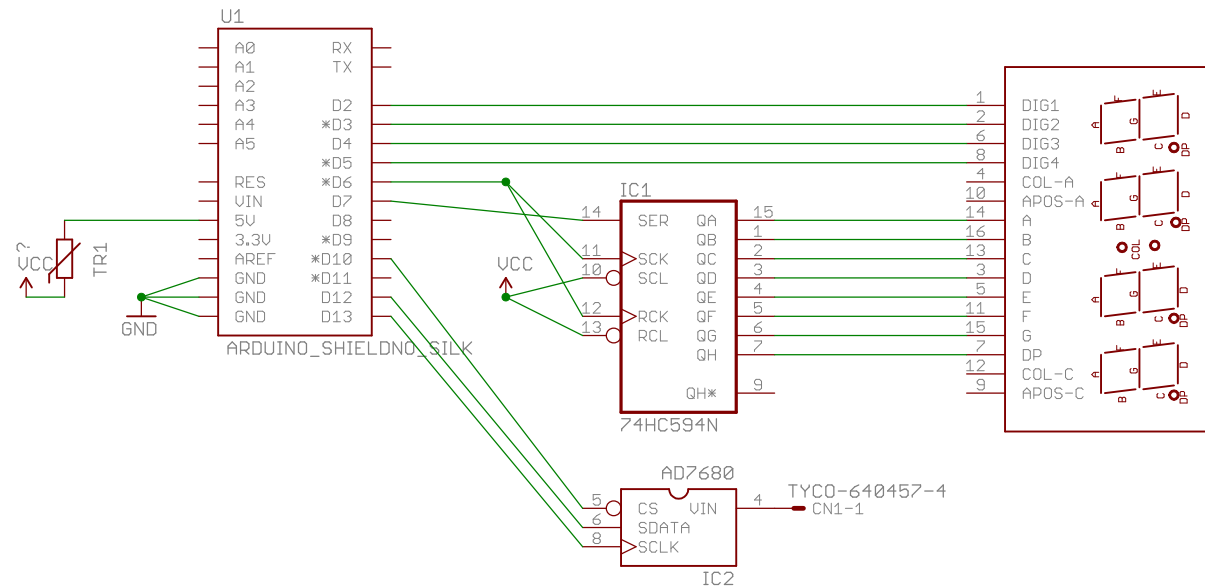 U1
A0 RX
A1 TX
A2
A3 D2
A4 *D3
A5 D4
*D5
RES *D6
VIN D7
5V D8
3.3V *D9
AREF *D10
GND *D11
GND D12
GND D13
ARDUINO_SHIELDNO_SILK
?
VCC
TR1
GND
VCC
IC1
14 SER QA 15
QB 1
11 SCK QC 2
10 SCL QD 3
QE 4
12 RCK QF 5
13 RCL QG 6
QH 7
QH* 9
74HC594N
1 DIG1
2 DIG2
6 DIG3
8 DIG4
4 COL-A
10 APOS-A
14 A
16 B
13 C
3 D
5 E
11 F
15 G
7 DP
12 COL-C
9 APOS-C
A B C D E F G DP
A B C D E F G DP
COL
A B C D E F G DP
A B C D E F G DP
AD7680
5 CS VIN 4
6 SDATA
8 SCLK
IC2
TYCO-640457-4
CN1-1